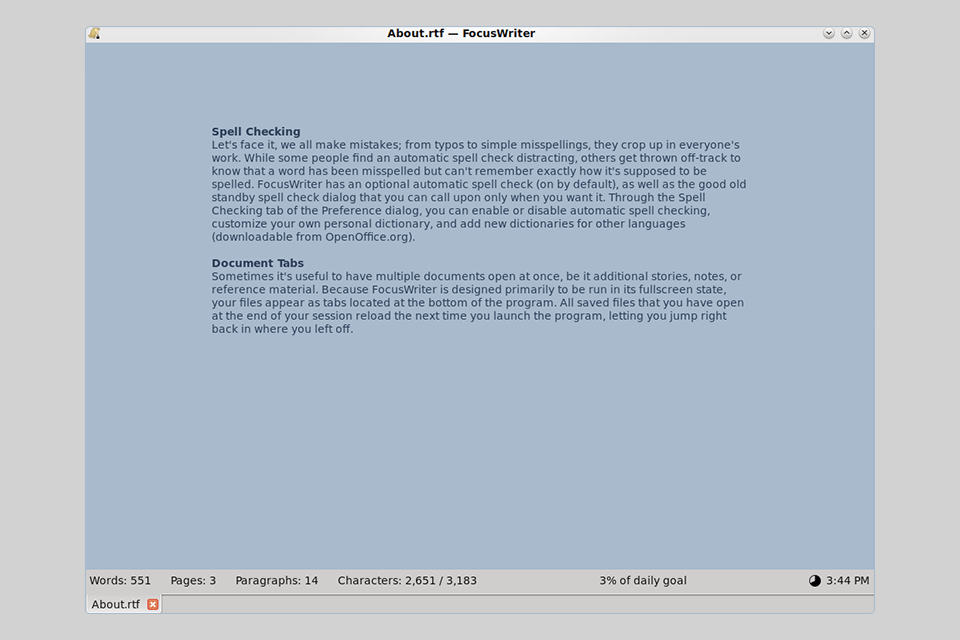 About.rtf — FocusWriter
Spell Checking
Let's face it, we all make mistakes; from typos to simple misspellings, they crop up in everyone's
work. While some people find an automatic spell check distracting, others get thrown off-track to
know that a word has been misspelled but can't remember exactly how it's supposed to be
spelled. FocusWriter has an optional automatic spell check (on by default), as well as the good old
standby spell check dialog that you can call upon only when you want it. Through the Spell
Checking tab of the Preference dialog, you can enable or disable automatic spell checking,
customize your own personal dictionary, and add new dictionaries for other languages
(downloadable from OpenOffice.org).
Document Tabs
Sometimes it's useful to have multiple documents open at once, be it additional stories, notes, or
reference material. Because FocusWriter is designed primarily to be run in its fullscreen state,
your files appear as tabs located at the bottom of the program. All saved files that you have open
at the end of your session reload the next time you launch the program, letting you jump right
back in where you left off.
Words: 551 Pages: 3 Paragraphs: 14 Characters: 2,651 / 3,183 3% of daily goal 3:44 PM
About.rtf